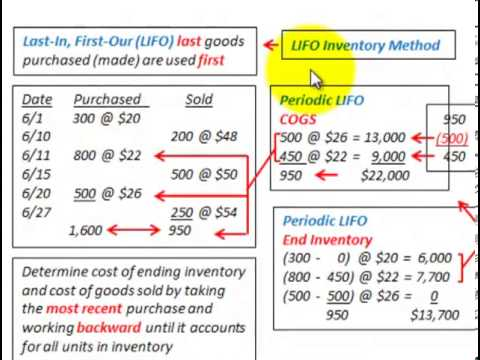 Last-In, First-Our (LIFO) last goods
purchased (made) are used first
LIFO Inventory Method
Date Purchased Sold
6/1 300 @ $20
6/10 200 @ $48
6/11 800 @ $22
6/15 500 @ $50
6/20 500 @ $26
6/27 250 @ $54
1,600 950
Periodic LIFO
COGS
500 @ $26 = 13,000
450 @ $22 = 9,000
950 $22,000
950
(500)
450
Periodic LIFO
End Inventory
(300 - 0) @ $20 = 6,000
(800 - 450) @ $22 = 7,700
(500 - 500) @ $26 = 0
950 $13,700
Determine cost of ending inventory
and cost of goods sold by taking
the most recent purchase and
working backward until it accounts
for all units in inventory